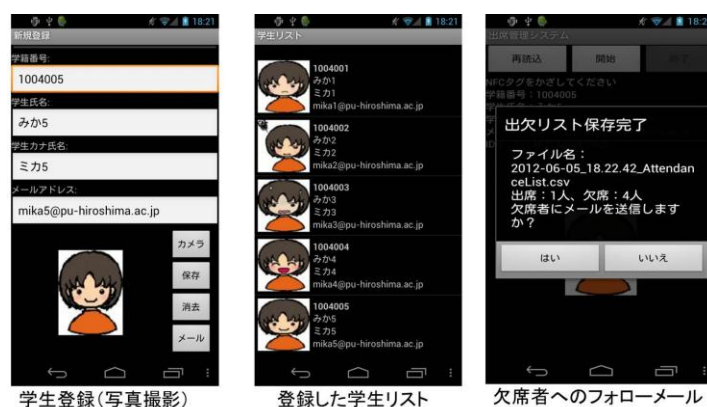 18:21
新規登録
学籍番号:
1004005
学生氏名:
みか5
学生カナ氏名:
ミカ5
メールアドレス:
mika5@pu-hiroshima.ac.jp
カメラ
保存
消去
メール
学生登録(写真撮影)
18:21
学生リスト
1004001
みか1
ミカ1
mika1@pu-hiroshima.ac.jp
1004002
みか2
ミカ2
mika2@pu-hiroshima.ac.jp
1004003
みか3
ミカ3
mika3@pu-hiroshima.ac.jp
1004004
みか4
ミカ4
mika4@pu-hiroshima.ac.jp
1004005
みか5
ミカ5
mika5@pu-hiroshima.ac.jp
登録した学生リスト
18:2
出席管理システム
再読込
開始
終了
NFCタグをかざしてください
学籍番号:1004005
出欠リスト保存完了
ファイル名:
2012-06-05_18.22.42_Attendan
ceList.csv
出席:1人、欠席:4人
欠席者にメールを送信します
か?
はい
いいえ
欠席者へのフォローメール